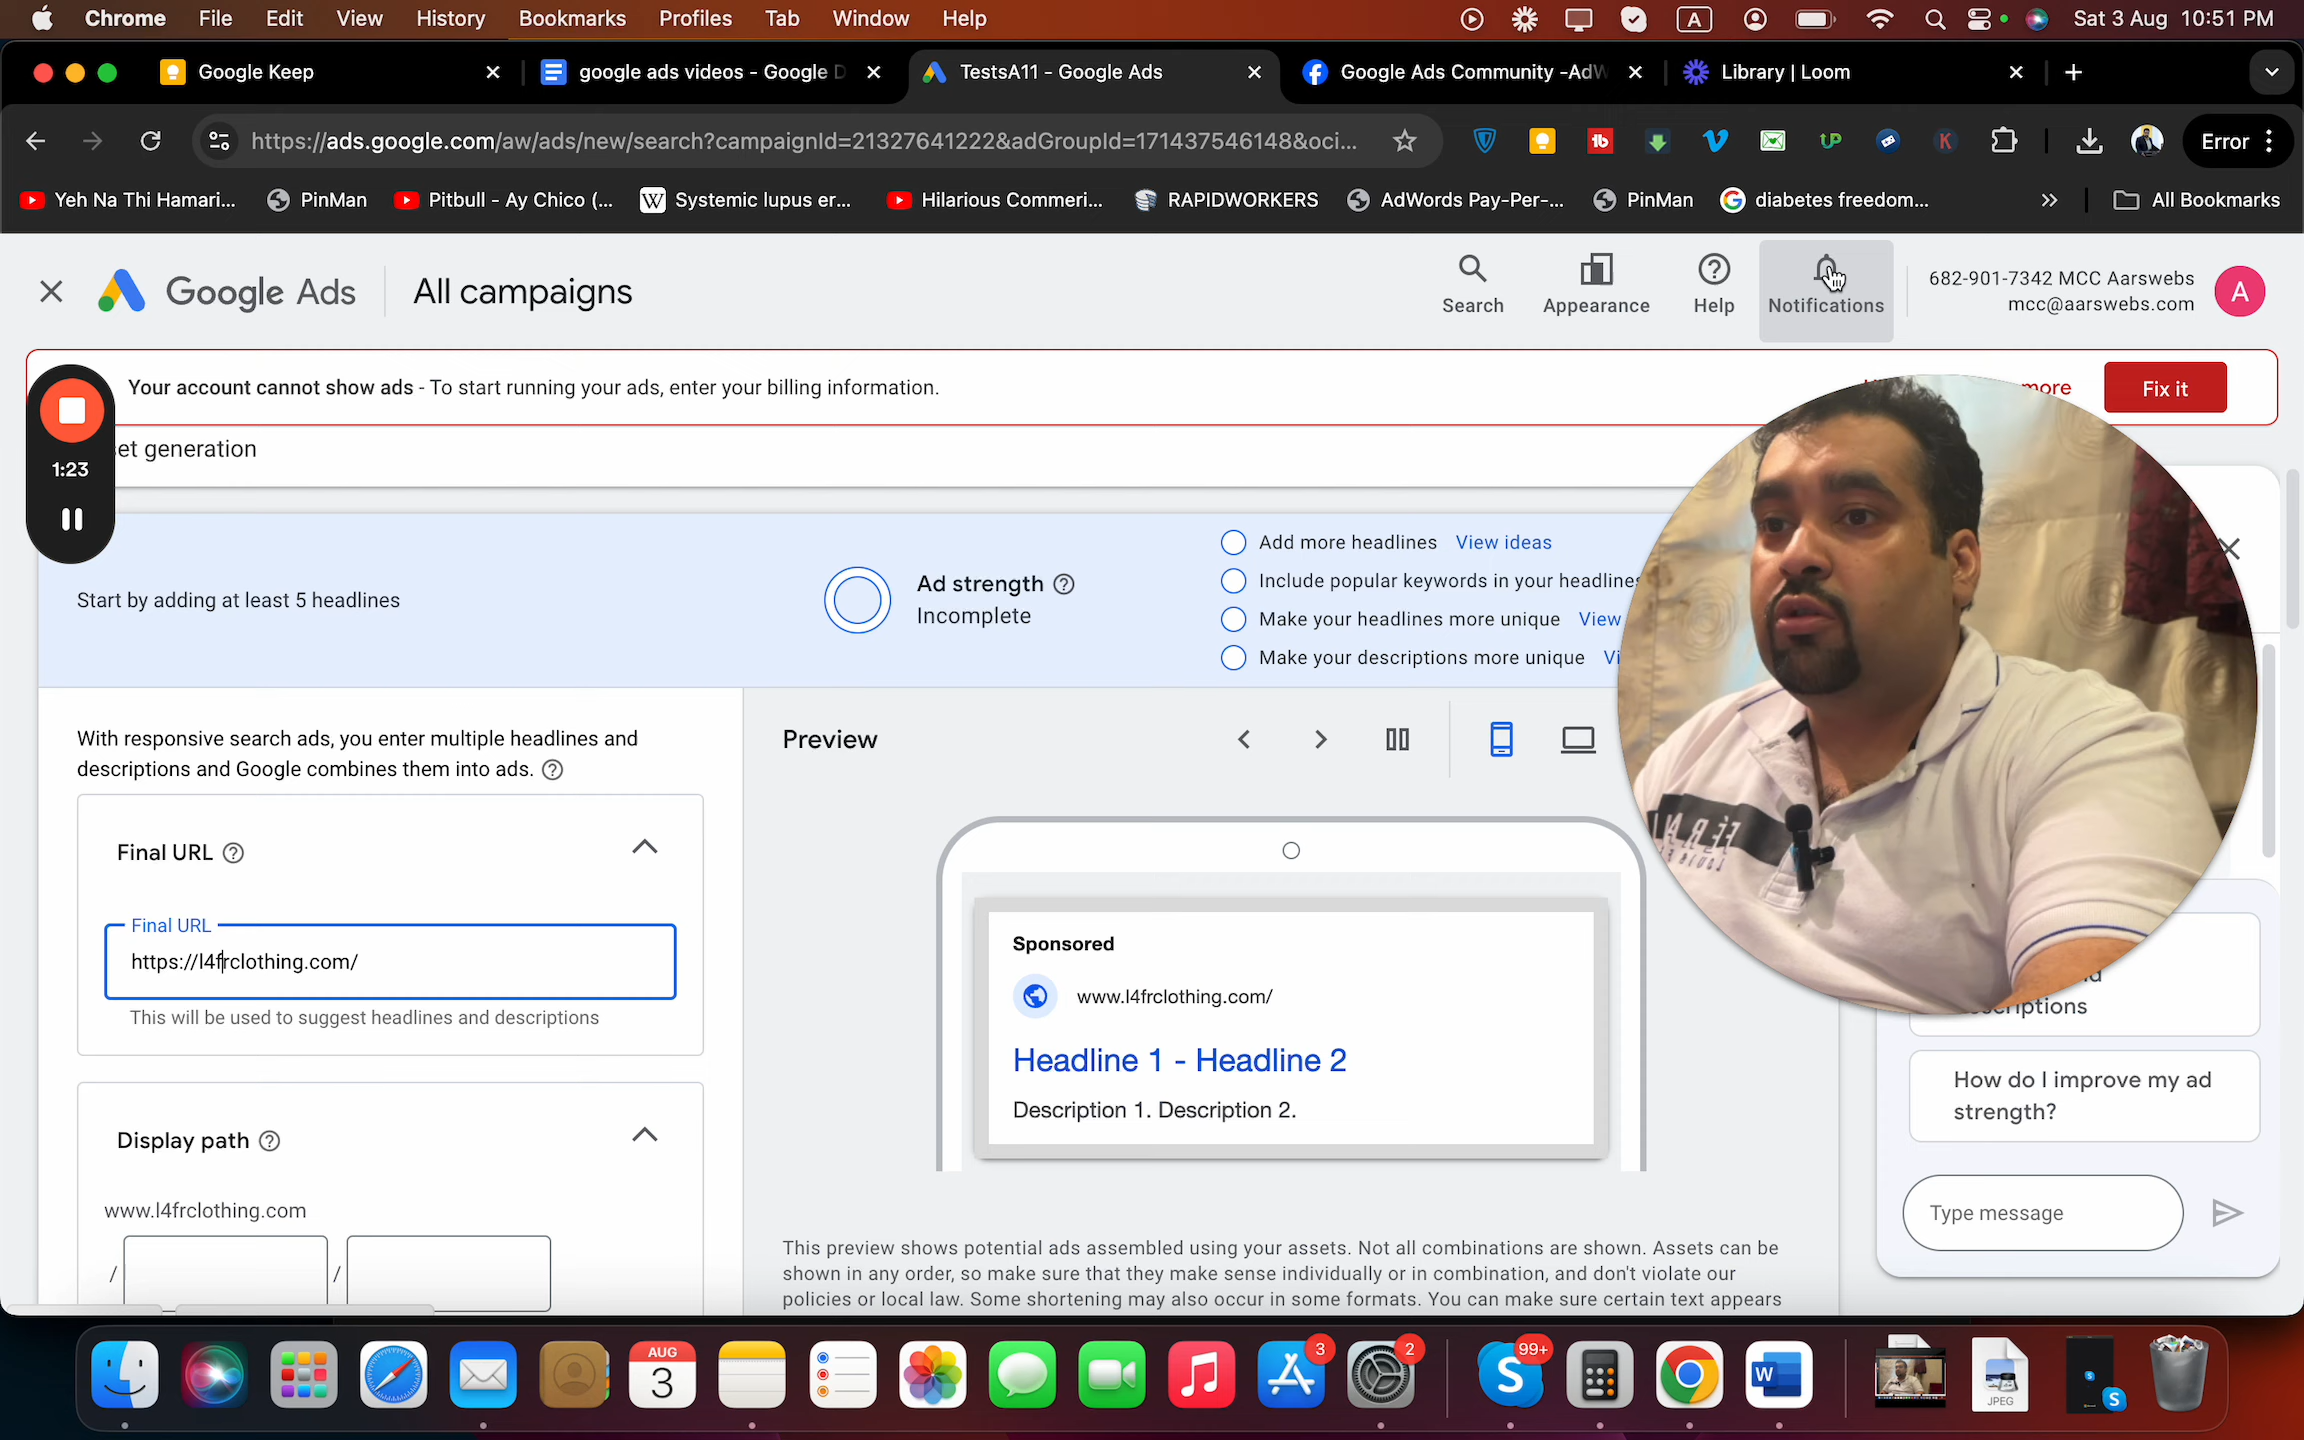 Chrome File Edit View History Bookmarks Profiles Tab Window Help
A
Sat 3 Aug 10:51 PM
Google Keep
google ads videos - Google D
TestsA11 - Google Ads
Google Ads Community -AdW
Library | Loom
https://ads.google.com/aw/ads/new/search?campaignId=21327641222&adGroupId=171437546148&oci...
Error
Yeh Na Thi Hamari...
PinMan
Pitbull - Ay Chico (...
Systemic lupus er...
Hilarious Commeri...
RAPIDWORKERS
AdWords Pay-Per-...
PinMan
diabetes freedom...
All Bookmarks
Google Ads
All campaigns
Search
Appearance
Help
Notifications
682-901-7342 MCC Aarswebs
mcc@aarswebs.com
A
Your account cannot show ads - To start running your ads, enter your billing information.
more
Fix it
1:23
et generation
Start by adding at least 5 headlines
Ad strength
Incomplete
Add more headlines View ideas
Include popular keywords in your headlines
Make your headlines more unique View
Make your descriptions more unique Vi
With responsive search ads, you enter multiple headlines and
descriptions and Google combines them into ads.
Final URL
Final URL
https://l4frclothing.com/
This will be used to suggest headlines and descriptions
Display path
www.l4frclothing.com
/
/
Preview
Sponsored
www.l4frclothing.com/
Headline 1 - Headline 2
Description 1. Description 2.
This preview shows potential ads assembled using your assets. Not all combinations are shown. Assets can be
shown in any order, so make sure that they make sense individually or in combination, and don't violate our
policies or local law. Some shortening may also occur in some formats. You can make sure certain text appears
How do I improve my ad
strength?
Type message
AUG
3
3
2
99+
S
W
JPEG
S